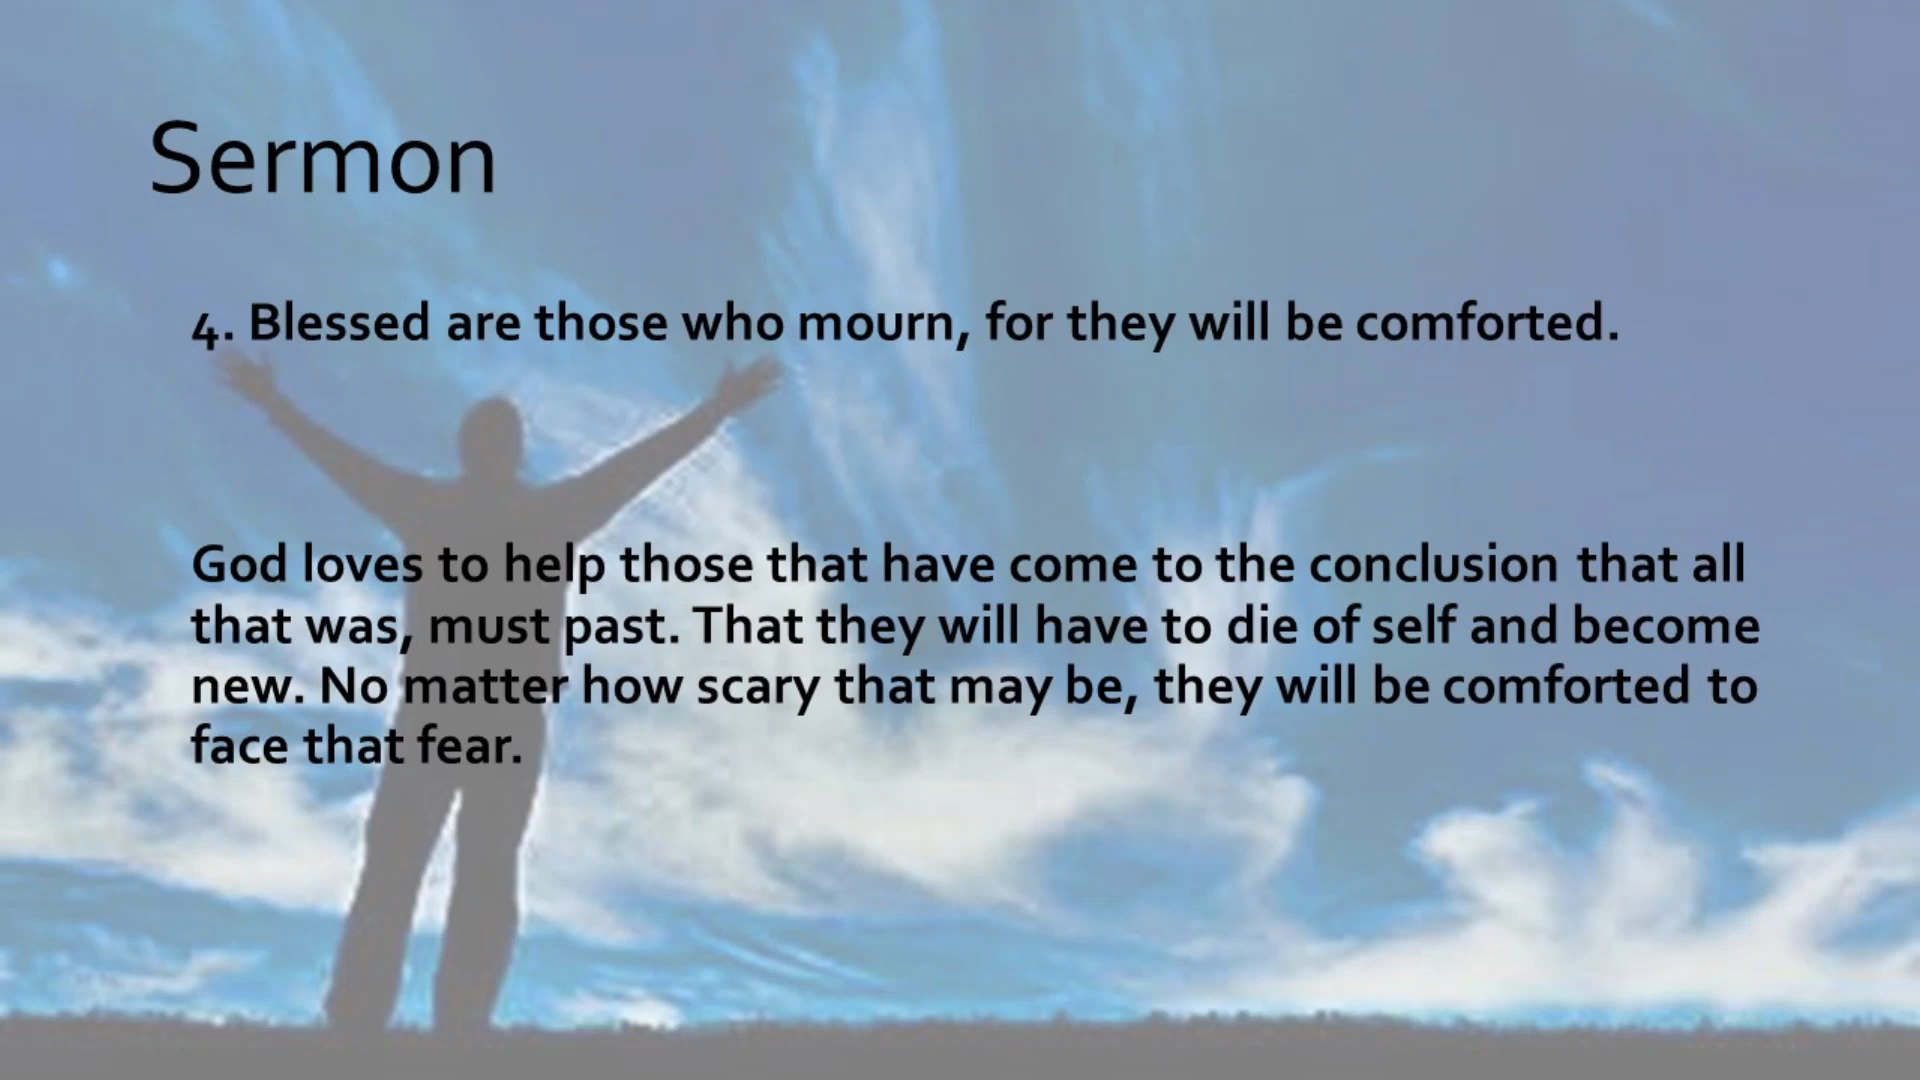 Sermon
4. Blessed are those who mourn, for they will be comforted.
God loves to help those that have come to the conclusion that all
that was, must past. That they will have to die of self and become
new. No matter how scary that may be, they will be comforted to
face that fear.